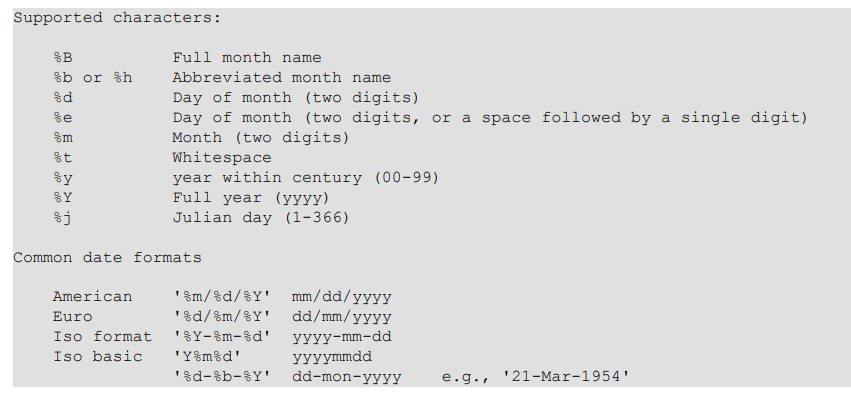 Supported characters:
%B Full month name
%b or %h Abbreviated month name
%d Day of month (two digits)
%e Day of month (two digits, or a space followed by a single digit)
%m Month (two digits)
%t Whitespace
%y year within century (00-99)
%Y Full year (yyyy)
%j Julian day (1-366)
Common date formats
American '%m/%d/%Y' mm/dd/yyyy
Euro '%d/%m/%Y' dd/mm/yyyy
Iso format '%Y-%m-%d' yyyy-mm-dd
Iso basic 'Y%m%d' yyyymmdd
'%d-%b-%Y' dd-mon-yyyy e.g., '21-Mar-1954'